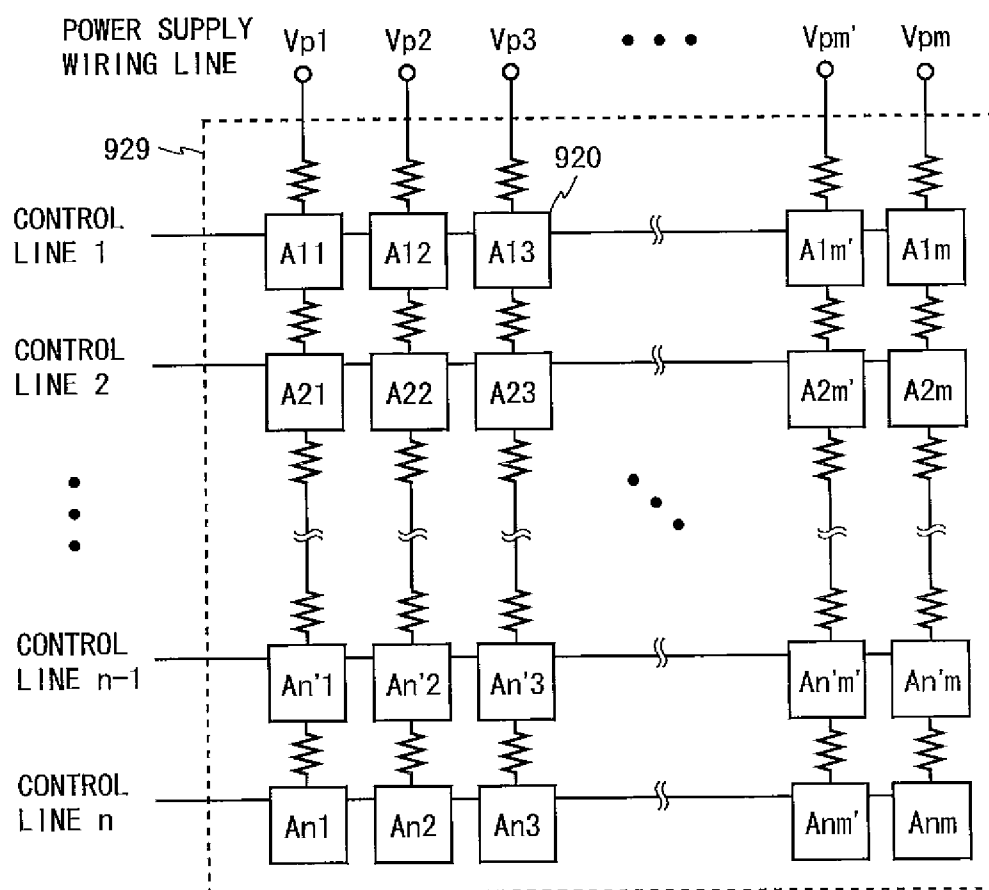 POWER SUPPLY
WIRING LINE
Vp1 Vp2 Vp3 Vpm' Vpm
929
920
CONTROL
LINE 1
A11 A12 A13 A1m' A1m
CONTROL
LINE 2
A21 A22 A23 A2m' A2m
CONTROL
LINE n-1
An'1 An'2 An'3 An'm' An'm
CONTROL
LINE n
An1 An2 An3 Anm' Anm